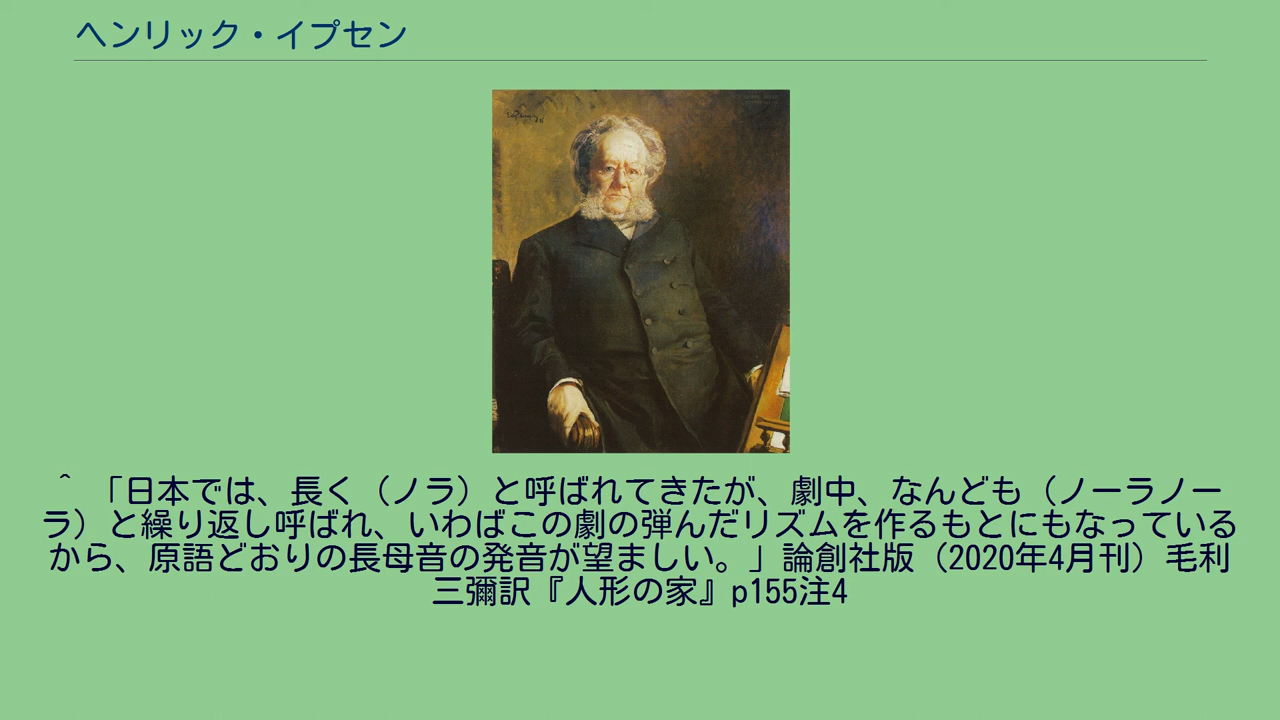 ヘンリック・イプセン
^ 「日本では、長く（ノラ）と呼ばれてきたが、劇中、なんども（ノーラノー
ラ）と繰り返し呼ばれ、いわばこの劇の弾んだリズムを作るもとにもなっている
から、原語どおりの長母音の発音が望ましい。」論創社版（2020年4月刊）毛利
三彌訳『人形の家』p155注4